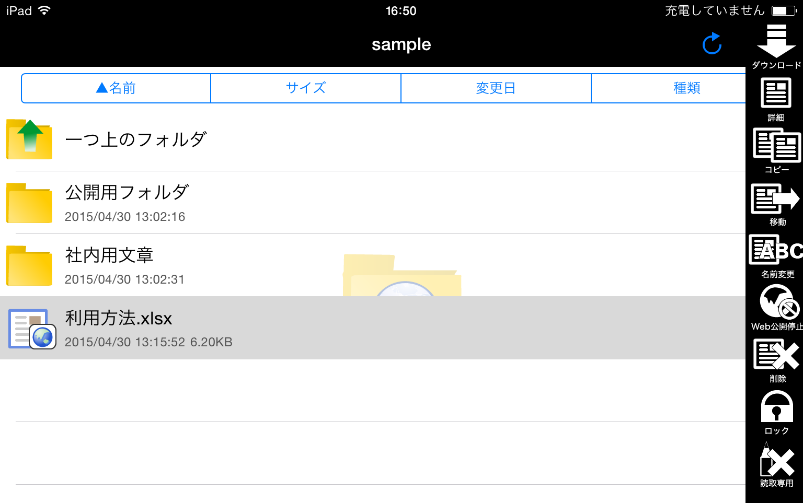 iPad 16:50 充電していません
sample
▲名前 サイズ 変更日 種類
一つ上のフォルダ
公開用フォルダ
2015/04/30 13:02:16
社内用文章
2015/04/30 13:02:31
利用方法.xlsx
2015/04/30 13:15:52 6.20KB
ダウンロード
詳細
コピー
移動
ABC
名前変更
Web公開停止
削除
ロック
読取専用